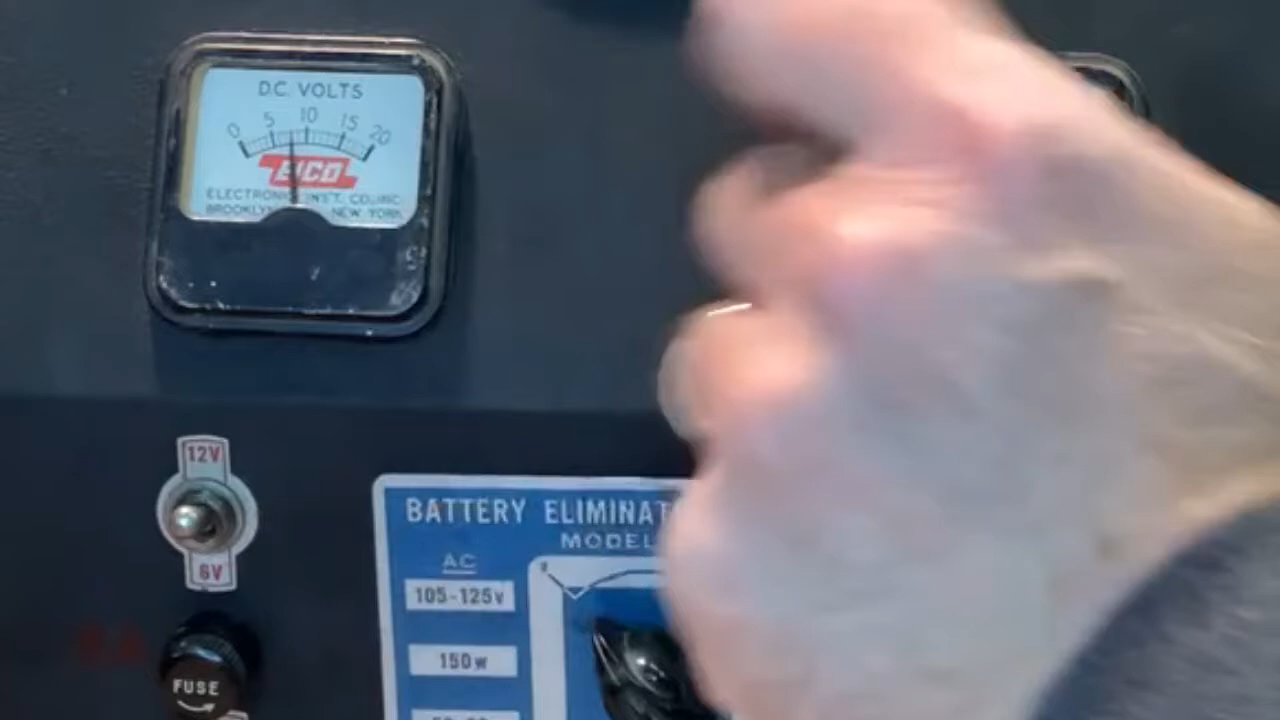 D.C. VOLTS
0 5 10 15 20
EICO
ELECTRONIC INST. CO., INC.
BROOKLYN NEW YORK
12V
6V
BATTERY ELIMINAT
MODEL
AC
0
105-125v
150w
FUSE